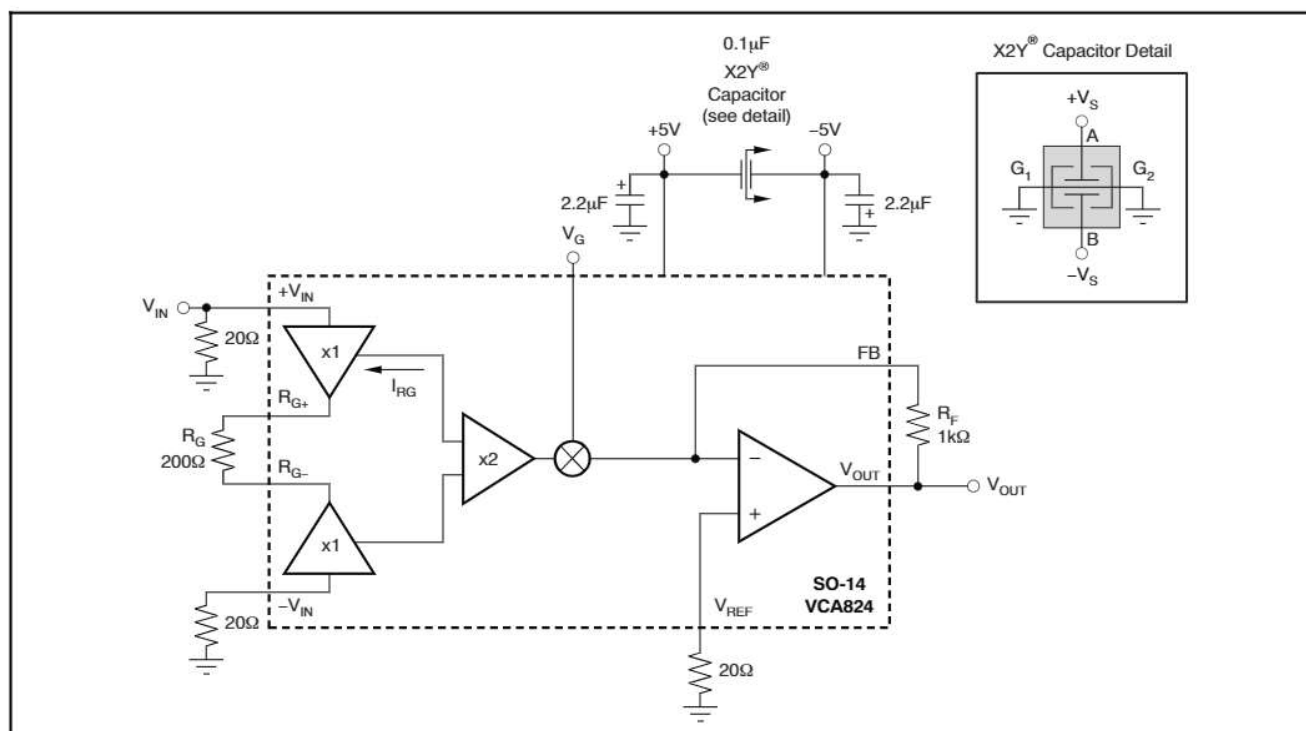 0.1µF
X2Y® Capacitor Detail
X2Y®
Capacitor
(see detail)
+VS
+5V
−5V
A
G1
G2
+
2.2µF
2.2µF
+
B
VG
−VS
+VIN
VIN
20Ω
x1
FB
IRG
RG+
RF
1kΩ
RG
200Ω
x2
RG−
−
VOUT
VOUT
+
x1
SO-14
VCA824
−VIN
VREF
20Ω
20Ω